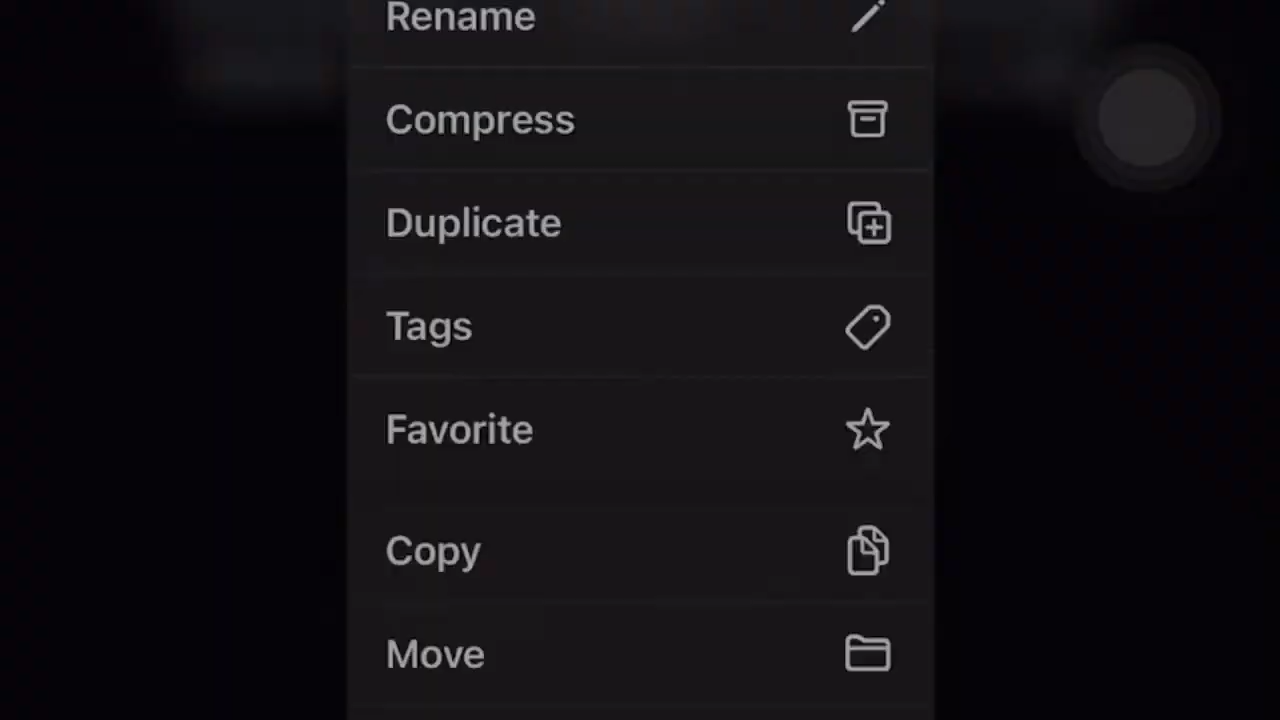 Rename
Compress
Duplicate
Tags
Favorite
Copy
Move